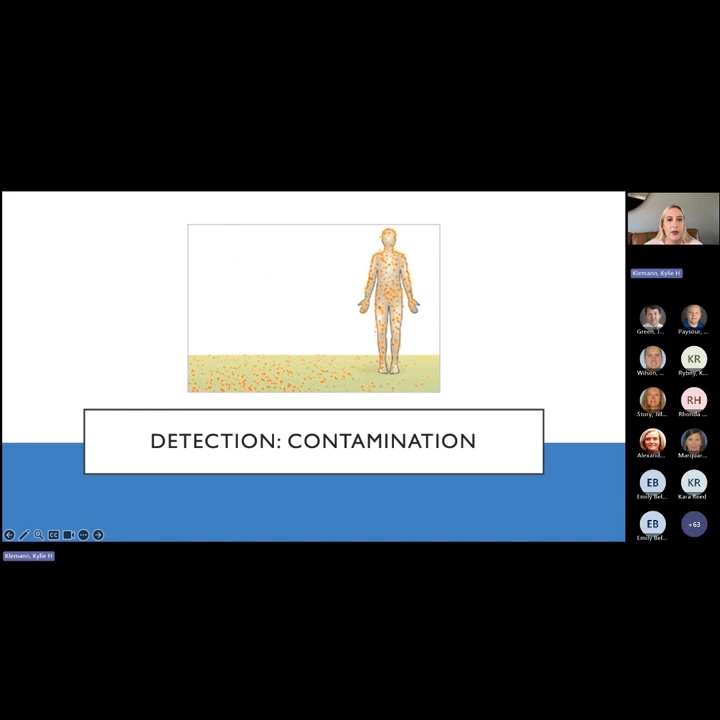 DETECTION: CONTAMINATION
CC
Klemann, Kylie H
Klemann, Kylie H
Green, J...
Paysour, ...
Wilson, ...
KR
Rybny, K...
Story, Jill...
RH
Rhonda ...
Alexand...
Marquar...
EB
Emily Bel...
KR
Kara Reed
EB
Emily Bel...
+63